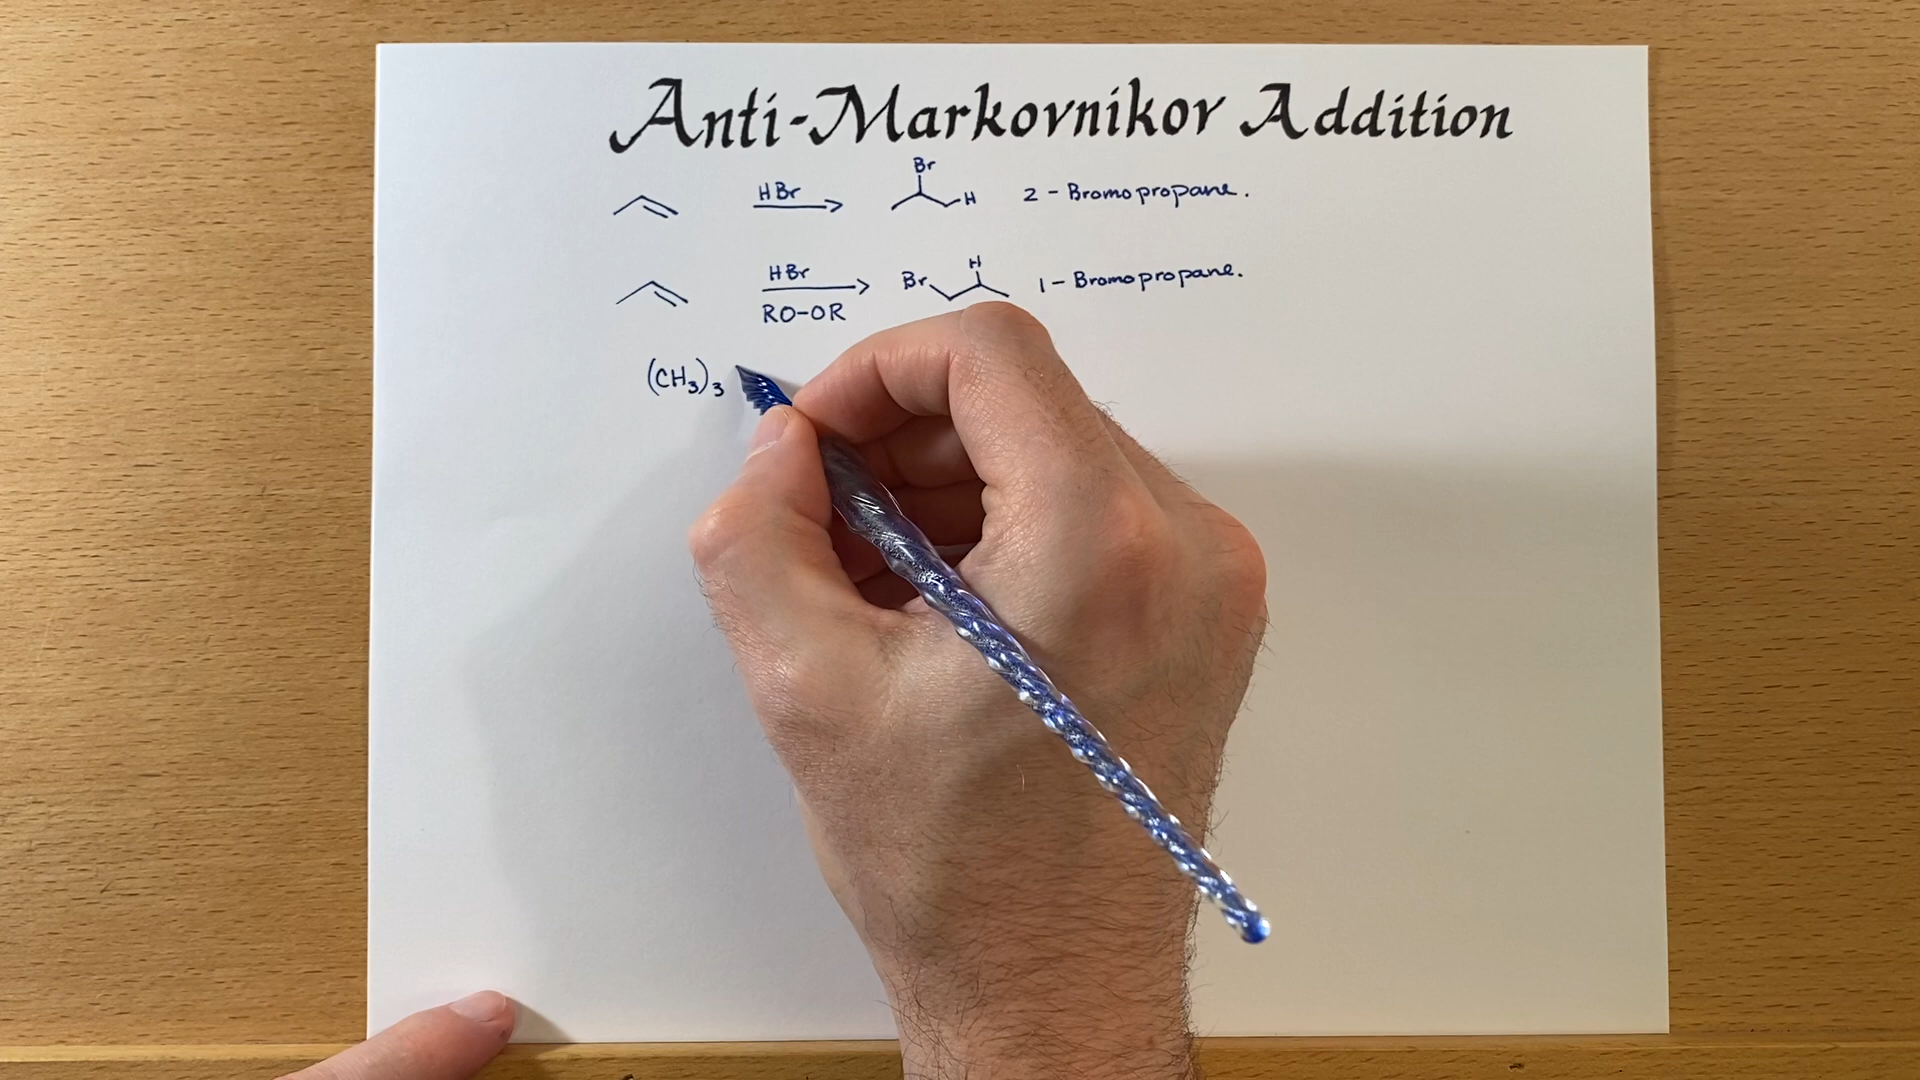 Anti-Markovnikov Addition
HBr Br H 2 - Bromopropane.
HBr RO-OR Br H 1 - Bromopropane.
(CH₃)₃